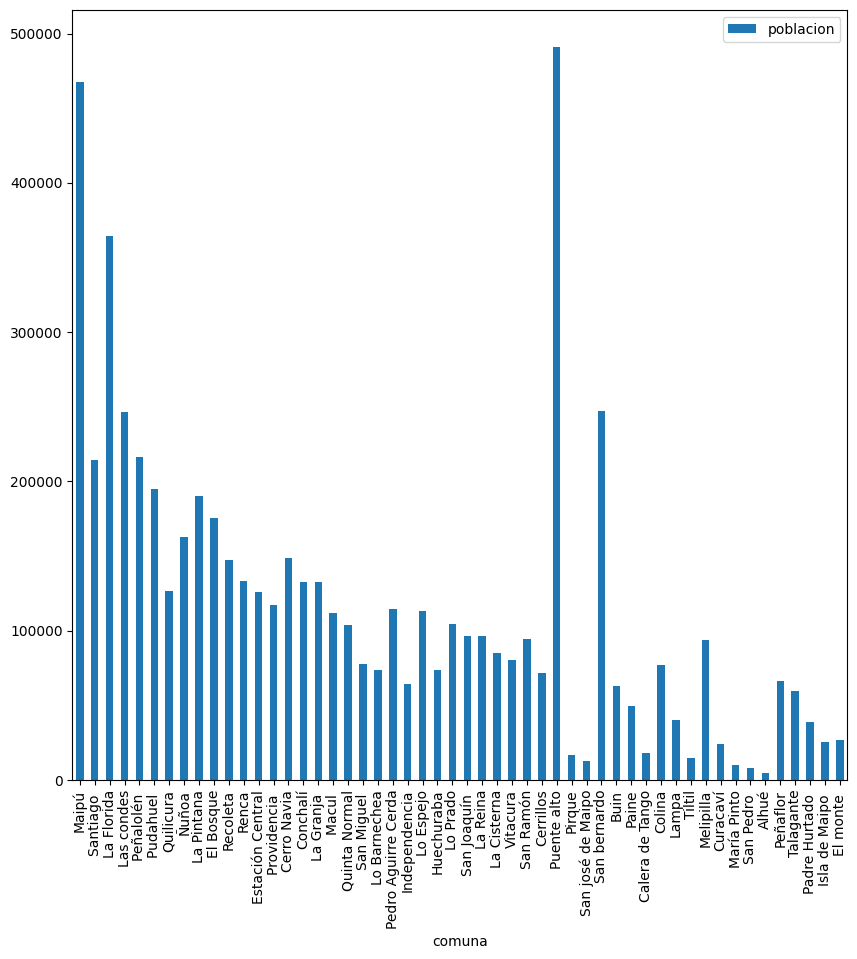 poblacion
500000
400000
300000
200000
100000
0
Maipú
Santiago
La Florida
Las condes
Peñalolén
Pudahuel
Quilicura
Ñuñoa
La Pintana
El Bosque
Recoleta
Renca
Estación Central
Providencia
Cerro Navia
Conchalí
La Granja
Macul
Quinta Normal
San Miguel
Lo Barnechea
Pedro Aguirre Cerda
Independencia
Lo Espejo
Huechuraba
Lo Prado
San Joaquín
La Reina
La Cisterna
Vitacura
San Ramón
Cerrillos
Puente alto
Pirque
San josé de Maipo
San bernardo
Buin
Paine
Calera de Tango
Colina
Lampa
Tiltil
Melipilla
Curacaví
María Pinto
San Pedro
Alhué
Peñaflor
Talagante
Padre Hurtado
Isla de Maipo
El monte
comuna